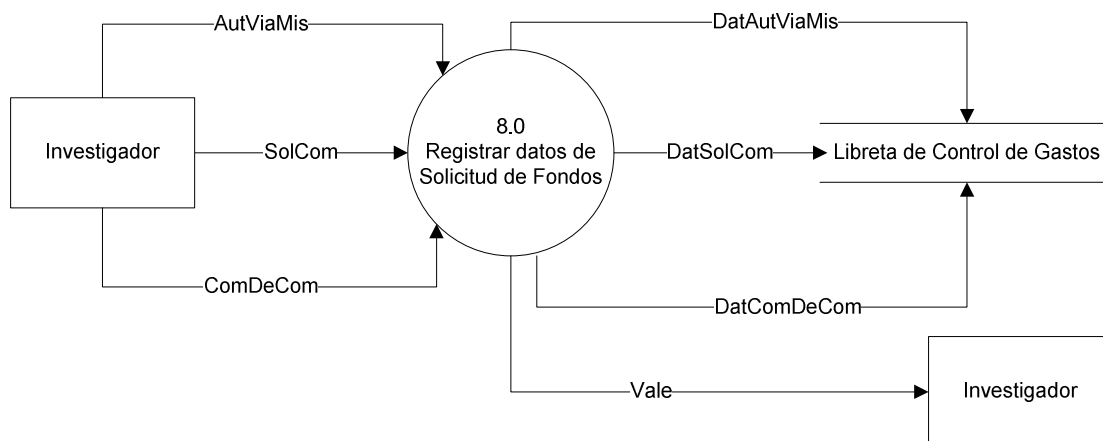 AutViaMis
DatAutViaMis
8.0
Registrar datos de
Solicitud de Fondos
Investigador
SolCom
DatSolCom
Libreta de Control de Gastos
ComDeCom
DatComDeCom
Vale
Investigador